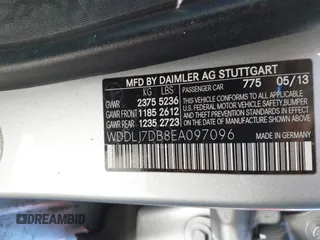 MFD BY DAIMLER AG STUTTGART
KG LBS PASSENGER CAR 775 05/13
GVWR 2375 5236
GAWR FRONT 1185 2612
GAWR REAR 1235 2723
THIS VEHICLE CONFORMS TO ALL APPLICABLE FEDERAL MOTOR VEHICLE SAFETY, BUMPER, AND THEFT PREVENTION STANDARDS IN EFFECT ON THE DATE OF MANUFACTURE SHOWN ABOVE.
WDDLJ7DB8EA097096
MADE IN GERMANY
DREAMBID